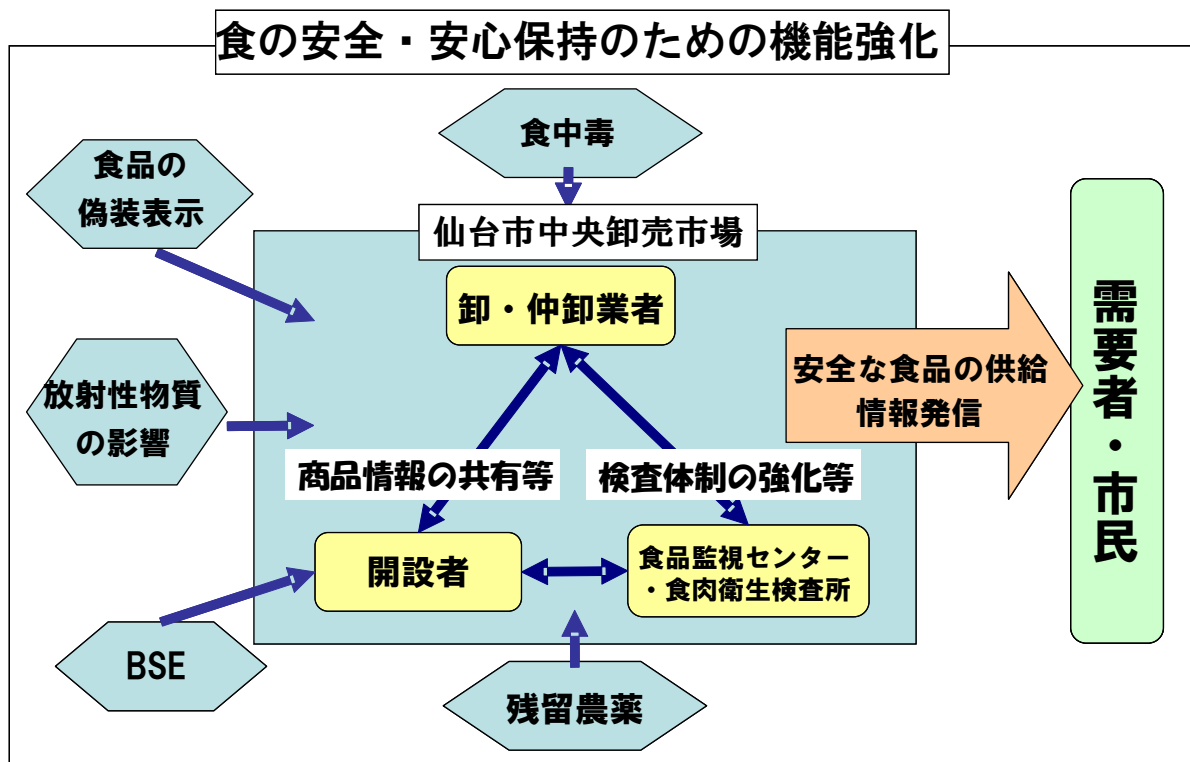 食の安全・安心保持のための機能強化
食中毒
食品の
偽装表示
仙台市中央卸売市場
卸・仲卸業者
放射性物質
の影響
安全な食品の供給
情報発信
需要者・市民
商品情報の共有等
検査体制の強化等
開設者
食品監視センター
・食肉衛生検査所
BSE
残留農薬